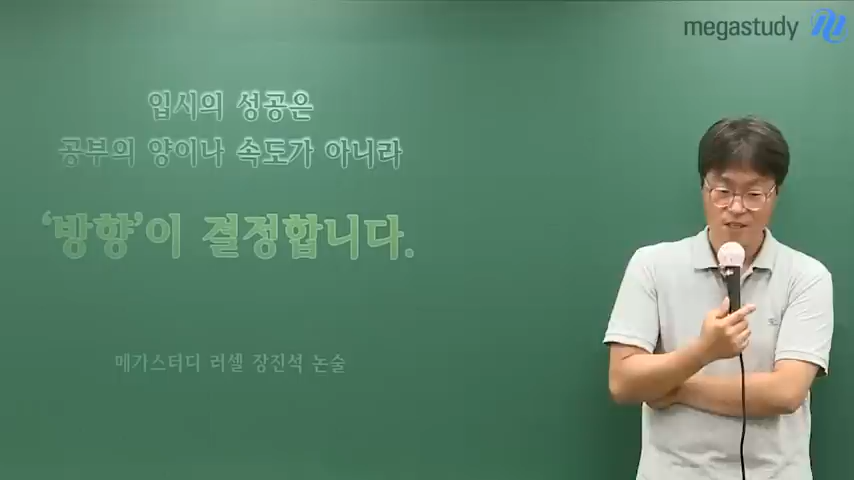 megastudy
입시의 성공은
공부의 양이나 속도가 아니라
‘방향’이 결정합니다.
메가스터디 러셀 장진석 논술